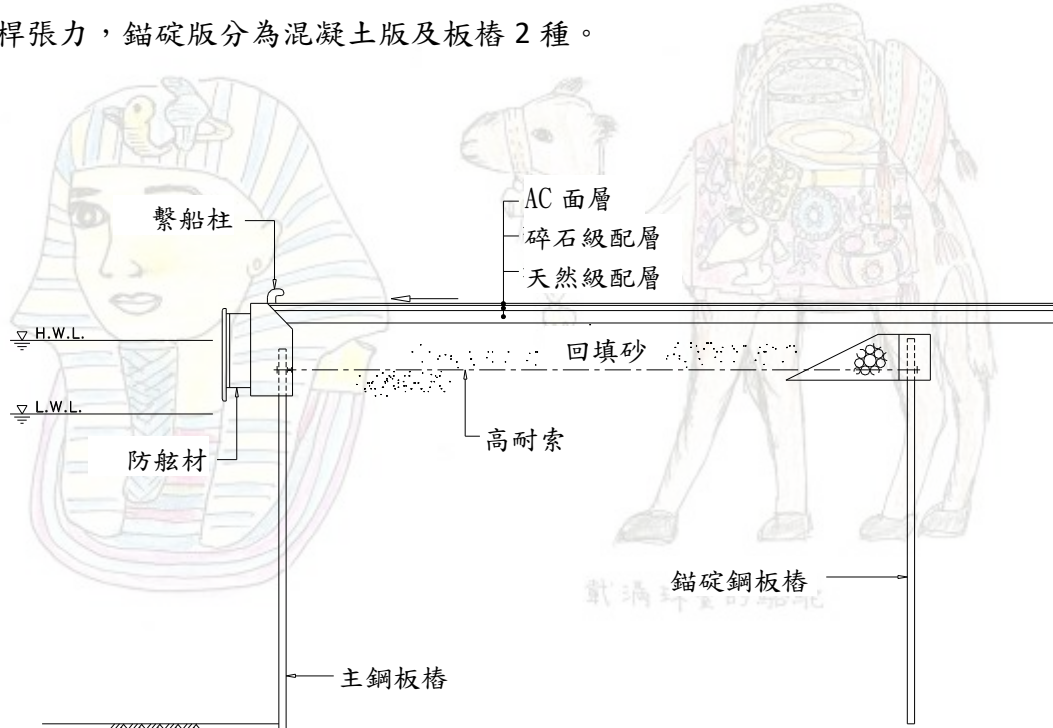 桿張力，錨碇版分為混凝土版及板樁 2 種。
AC 面層
繫船柱
碎石級配層
天然級配層
H.W.L.
回填砂
L.W.L.
高耐索
防舷材
錨碇鋼板樁
主鋼板樁